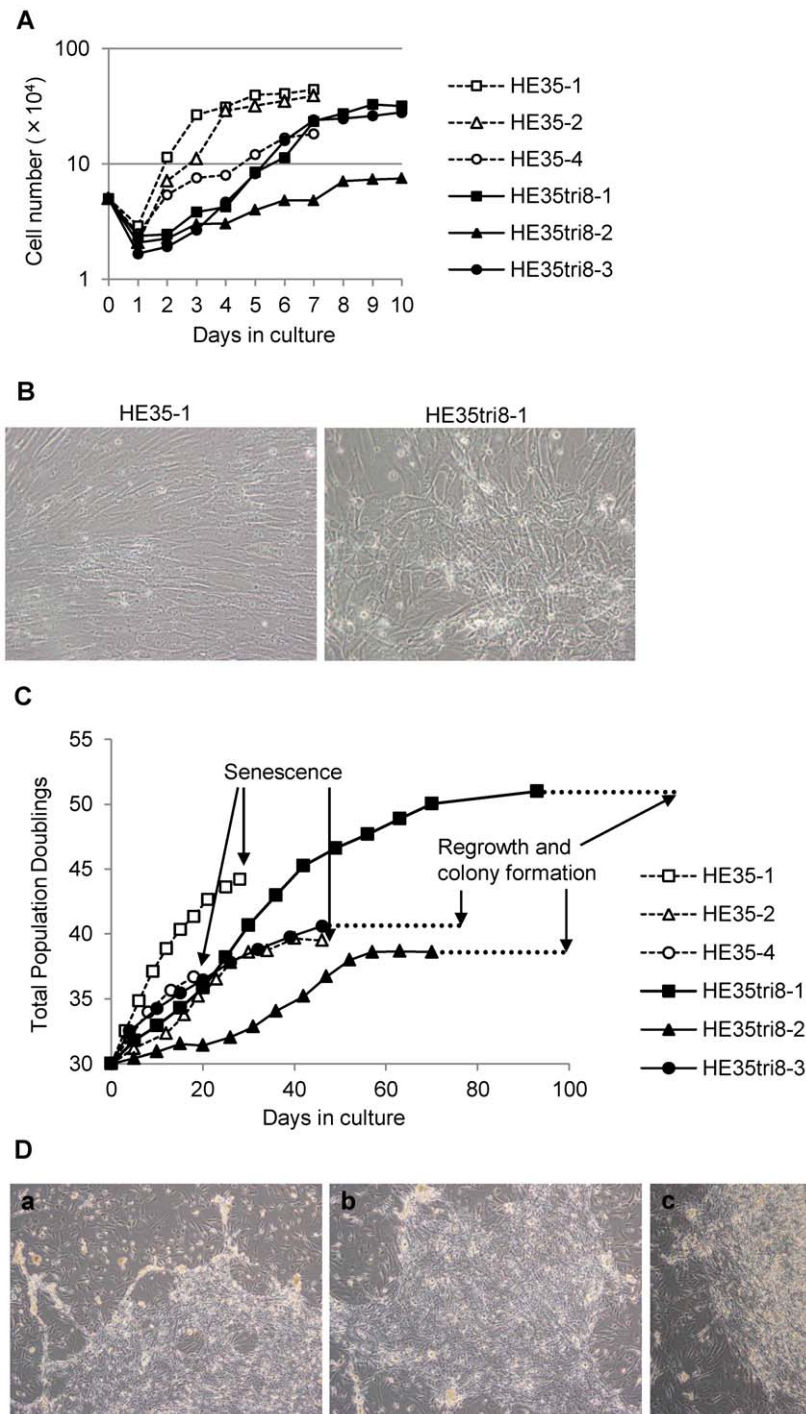 A
Cell number ( × 10⁴)
100
10
1
0 1 2 3 4 5 6 7 8 9 10
Days in culture
HE35-1
HE35-2
HE35-4
HE35tri8-1
HE35tri8-2
HE35tri8-3
B
HE35-1
HE35tri8-1
C
Total Population Doublings
55
50
45
40
35
30
0 20 40 60 80 100
Days in culture
Senescence
Regrowth and
colony formation
HE35-1
HE35-2
HE35-4
HE35tri8-1
HE35tri8-2
HE35tri8-3
D
a
b
c